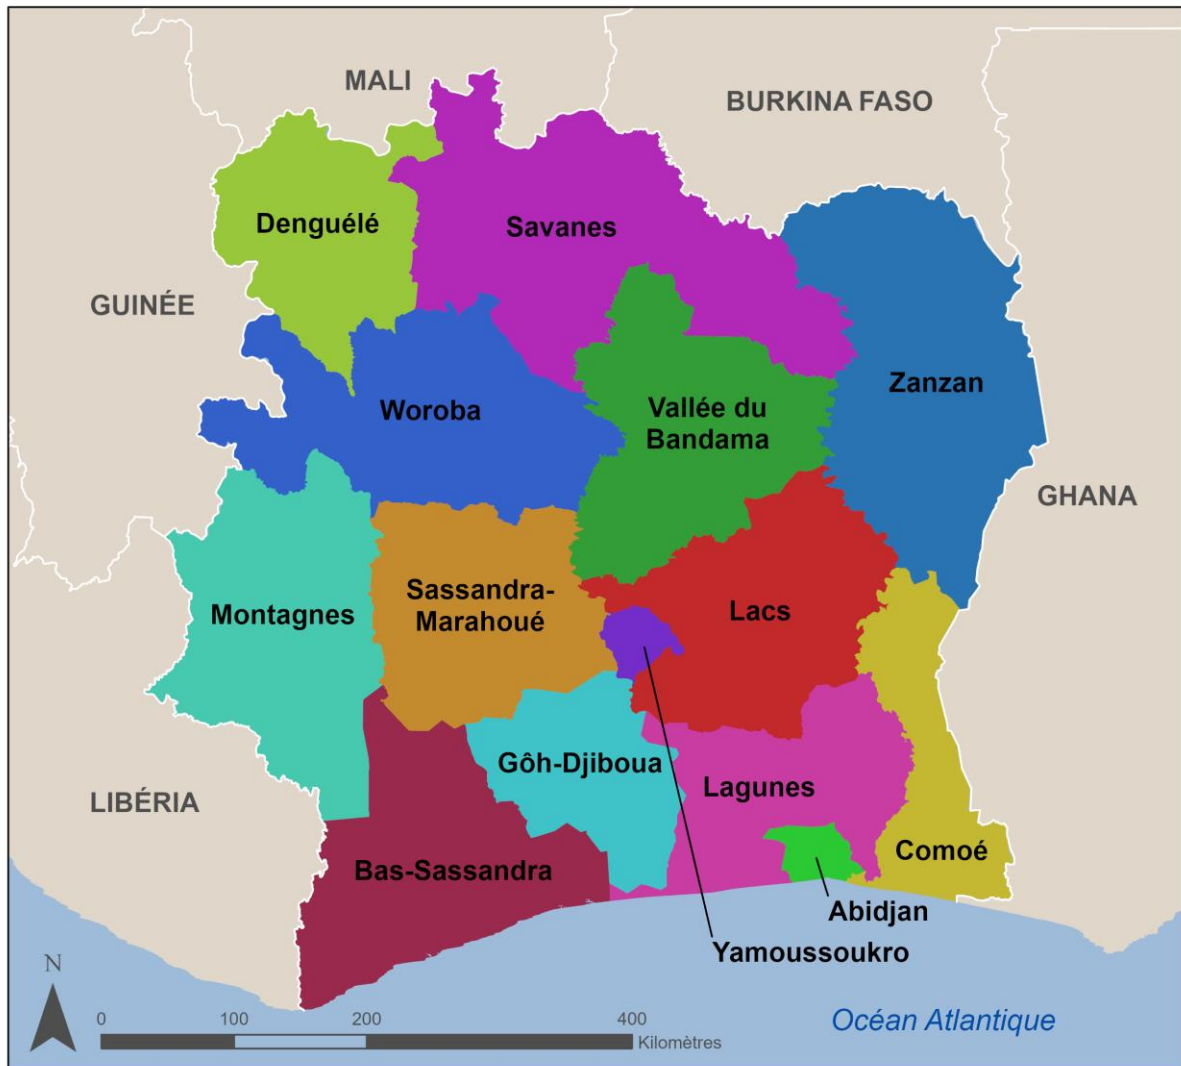 MALI
BURKINA FASO
Denguélé
Savanes
GUINÉE
Zanzan
Woroba
Vallée du
Bandama
GHANA
Sassandra-
Marahoué
Montagnes
Lacs
Gôh-Djiboua
Lagunes
LIBÉRIA
Comoé
Bas-Sassandra
Abidjan
Yamoussoukro
N
Océan Atlantique
0 100 200 400
Kilomètres